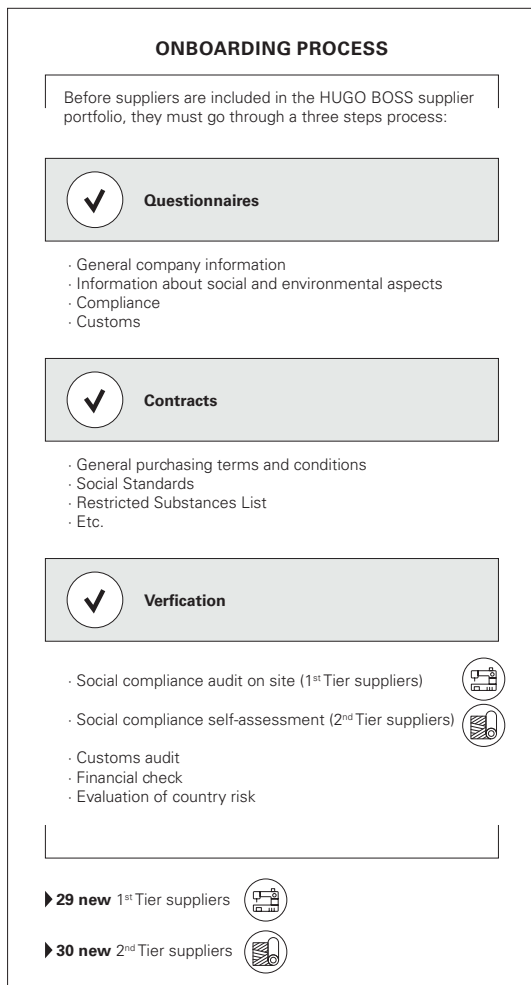 ONBOARDING PROCESS
Before suppliers are included in the HUGO BOSS supplier
portfolio, they must go through a three steps process:
Questionnaires
· General company information
· Information about social and environmental aspects
· Compliance
· Customs
Contracts
· General purchasing terms and conditions
· Social Standards
· Restricted Substances List
· Etc.
Verfication
· Social compliance audit on site (1st Tier suppliers)
· Social compliance self-assessment (2nd Tier suppliers)
· Customs audit
· Financial check
· Evaluation of country risk
29 new 1st Tier suppliers
30 new 2nd Tier suppliers